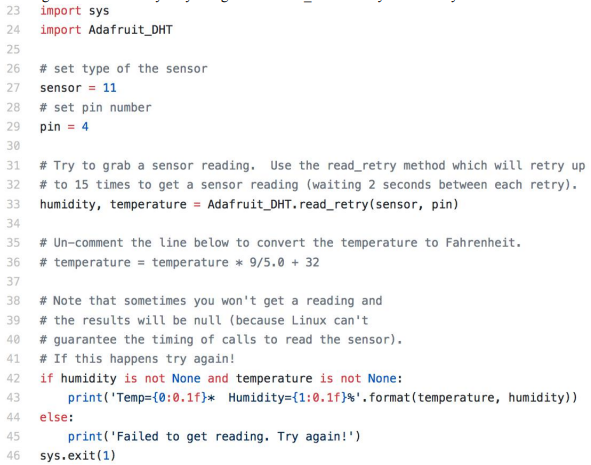 23 import sys
24 import Adafruit_DHT
25
26 # set type of the sensor
27 sensor = 11
28 # set pin number
29 pin = 4
30
31 # Try to grab a sensor reading.  Use the read_retry method which will retry up
32 # to 15 times to get a sensor reading (waiting 2 seconds between each retry).
33 humidity, temperature = Adafruit_DHT.read_retry(sensor, pin)
34
35 # Un-comment the line below to convert the temperature to Fahrenheit.
36 # temperature = temperature * 9/5.0 + 32
37
38 # Note that sometimes you won't get a reading and
39 # the results will be null (because Linux can't
40 # guarantee the timing of calls to read the sensor).
41 # If this happens try again!
42 if humidity is not None and temperature is not None:
43     print('Temp={0:0.1f}*  Humidity={1:0.1f}%'.format(temperature, humidity))
44 else:
45     print('Failed to get reading. Try again!')
46 sys.exit(1)